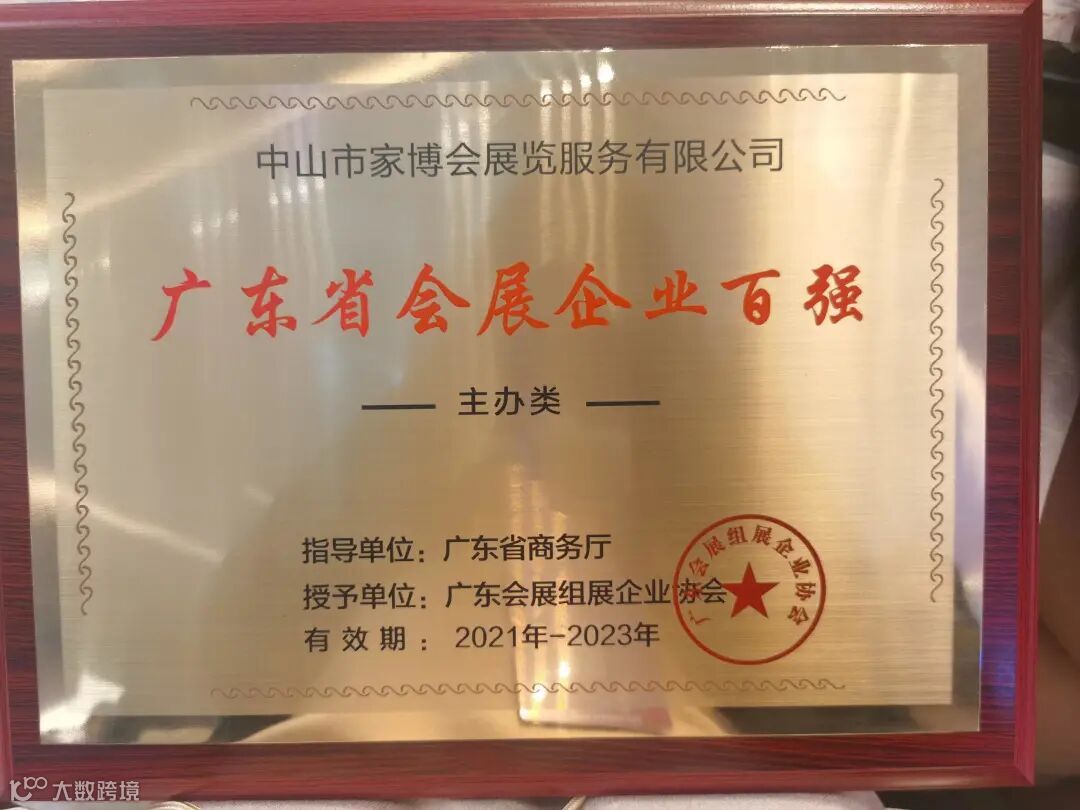 中山市家博会展览服务有限公司
广东省会展企业百强
主办类
指导单位：广东省商务厅
授予单位：广东会展组展企业协会
有效期：2021年-2023年
广东会展组展企业协会
大数跨境